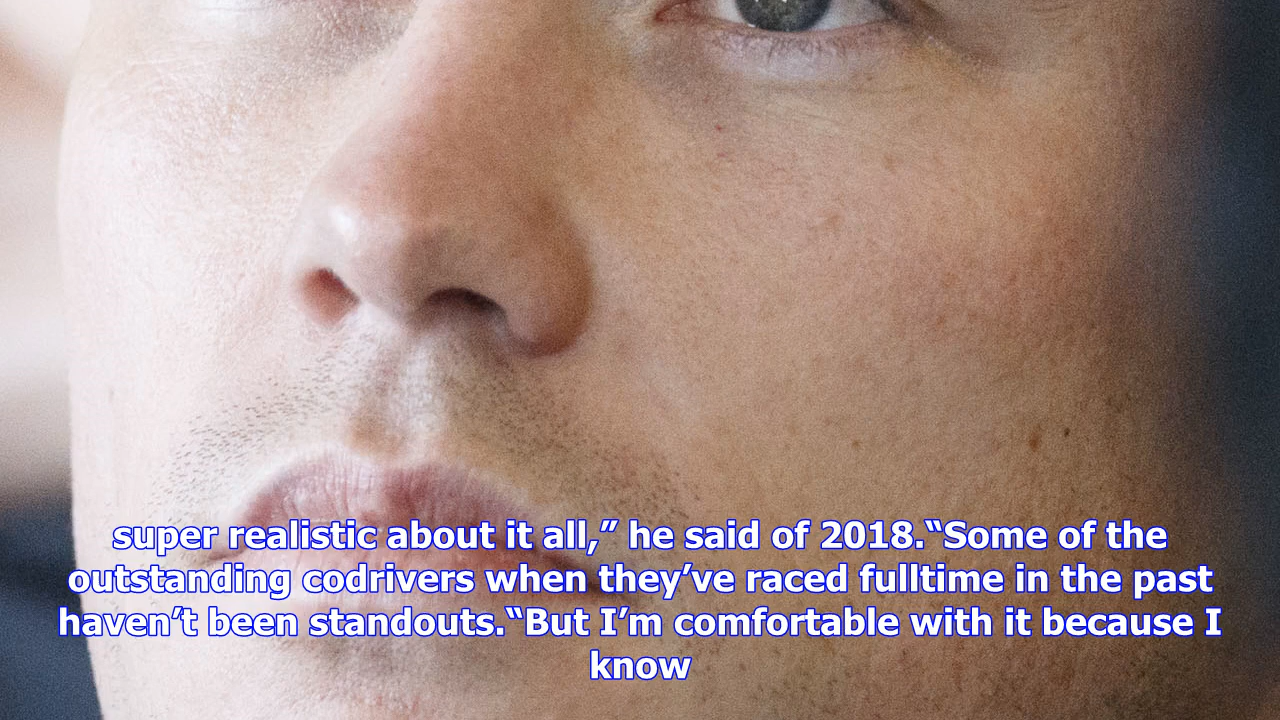 super realistic about it all,” he said of 2018.“Some of the
outstanding codrivers when they’ve raced fulltime in the past
haven’t been standouts.“But I’m comfortable with it because I
know